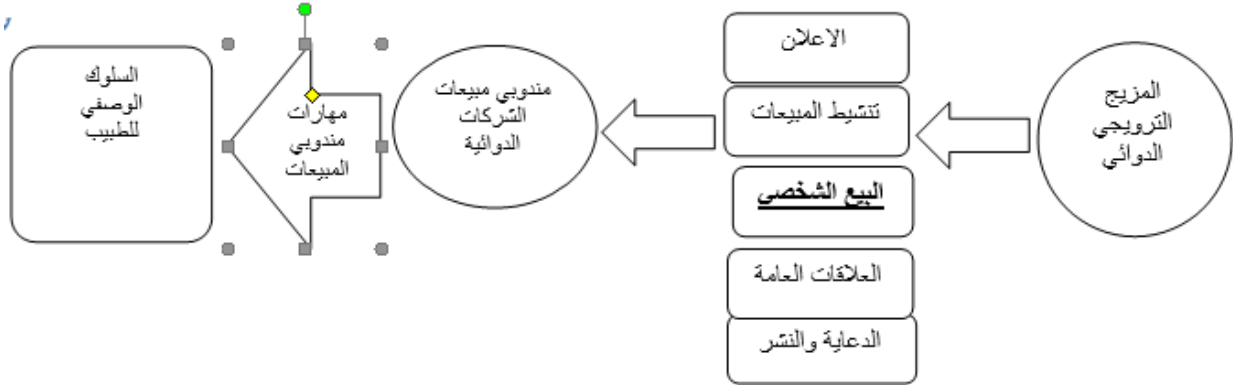 المزيج
الترويجي
الدوائي
الاعلان
تنشيط المبيعات
البيع الشخصي
العلاقات العامة
الدعاية والنشر
مندوبي مبيعات
الشركات
الدوائية
مهارات
مندوبي
المبيعات
السلوك
الوصفي
للطبيب